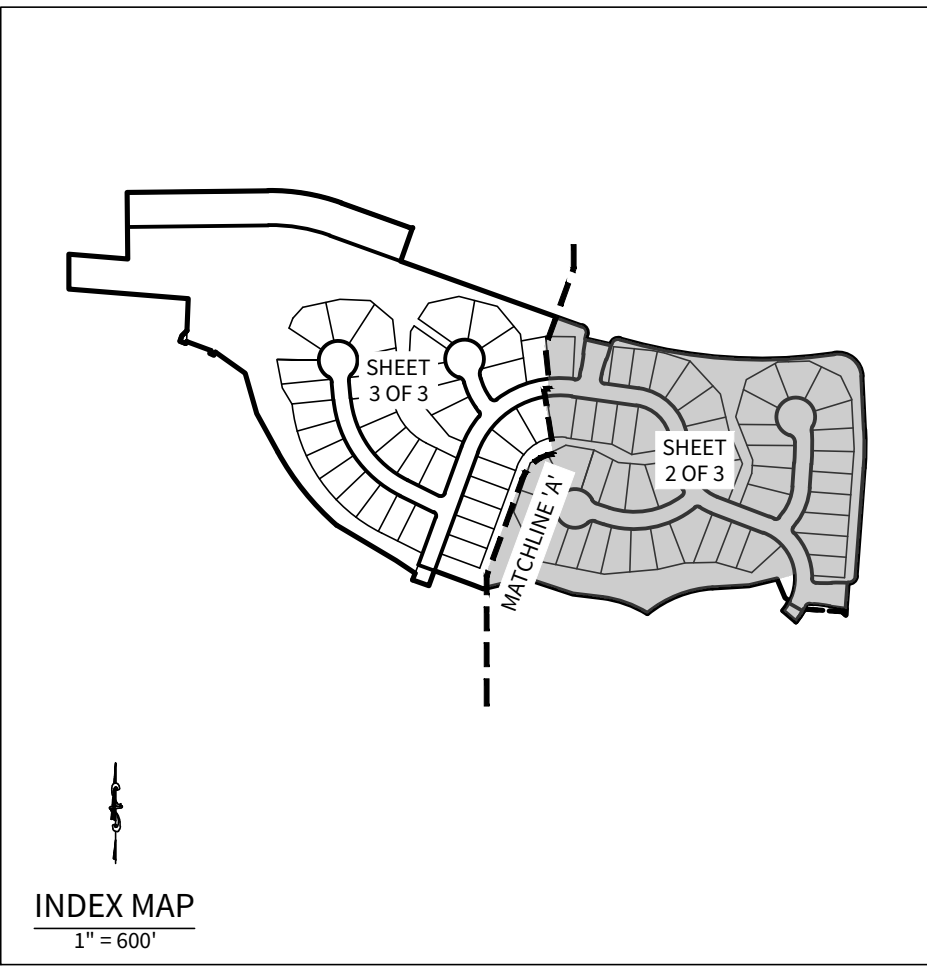 SHEET
3 OF 3
SHEET
2 OF 3
MATCHLINE 'A'
INDEX MAP
1" = 600'